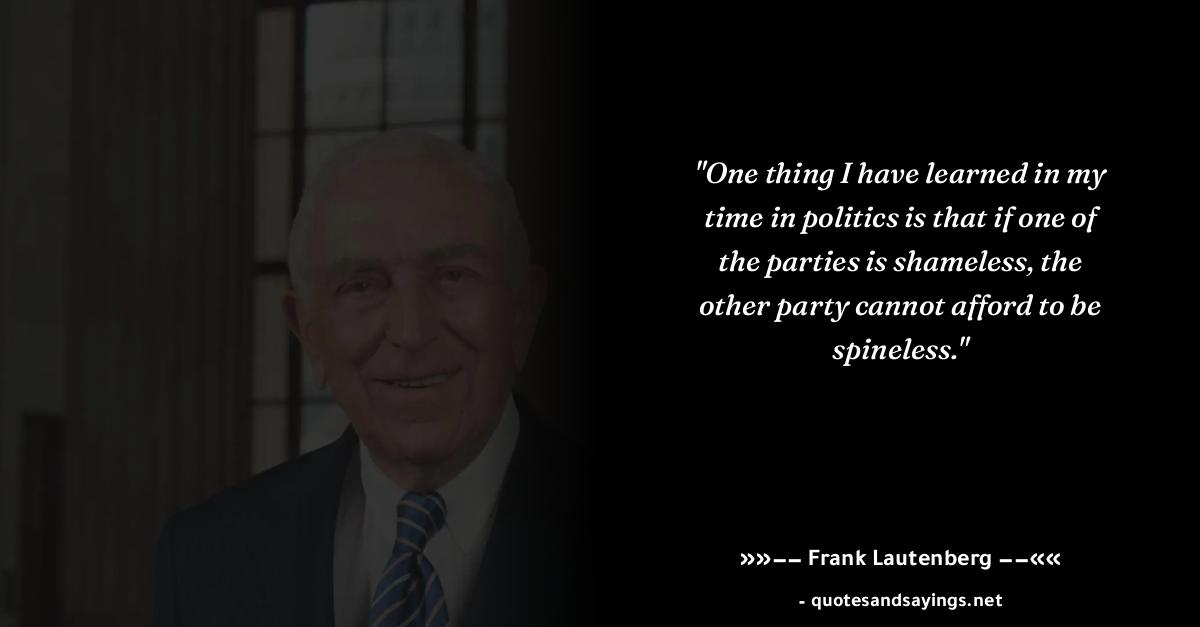 "One thing I have learned in my
time in politics is that if one of
the parties is shameless, the
other party cannot afford to be
spineless."
»»–– Frank Lautenberg ––««
- quotesandsayings.net